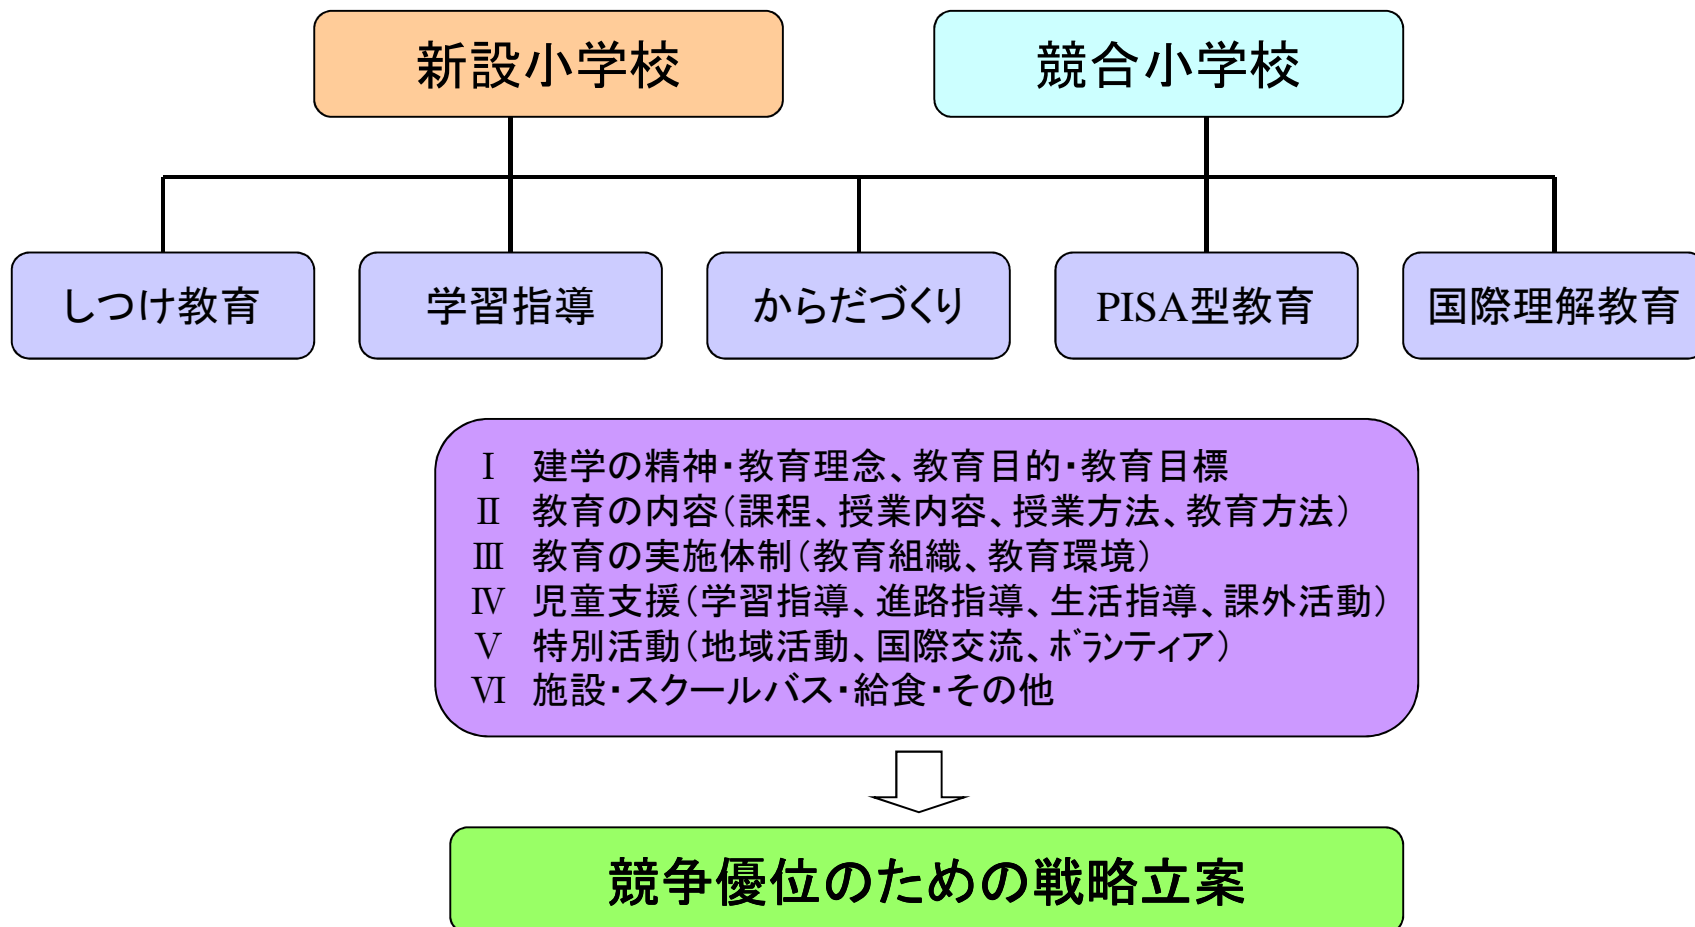 新設小学校
競合小学校
しつけ教育
学習指導
からだづくり
PISA型教育
国際理解教育
Ⅰ 建学の精神・教育理念、教育目的・教育目標
Ⅱ 教育の内容(課程、授業内容、授業方法、教育方法)
Ⅲ 教育の実施体制(教育組織、教育環境)
Ⅳ 児童支援(学習指導、進路指導、生活指導、課外活動)
Ⅴ 特別活動(地域活動、国際交流、ボランティア)
Ⅵ 施設・スクールバス・給食・その他
競争優位のための戦略立案